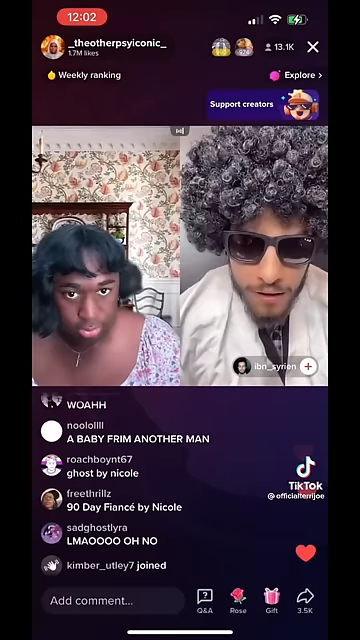 12:02
_theotherpsyiconic_
1.7M likes
13.1K
Weekly ranking
Explore >
Support creators
ibn_syrien
WOAHH
noolollll
A BABY FRIM ANOTHER MAN
roachboynt67
ghost by nicole
freethrillz
90 Day Fiancé by Nicole
sadghostlyra
LMAOOOO OH NO
kimber_utley7 joined
TikTok
@officialterrijoe
Add comment...
Q&A
Rose
Gift
3.5K